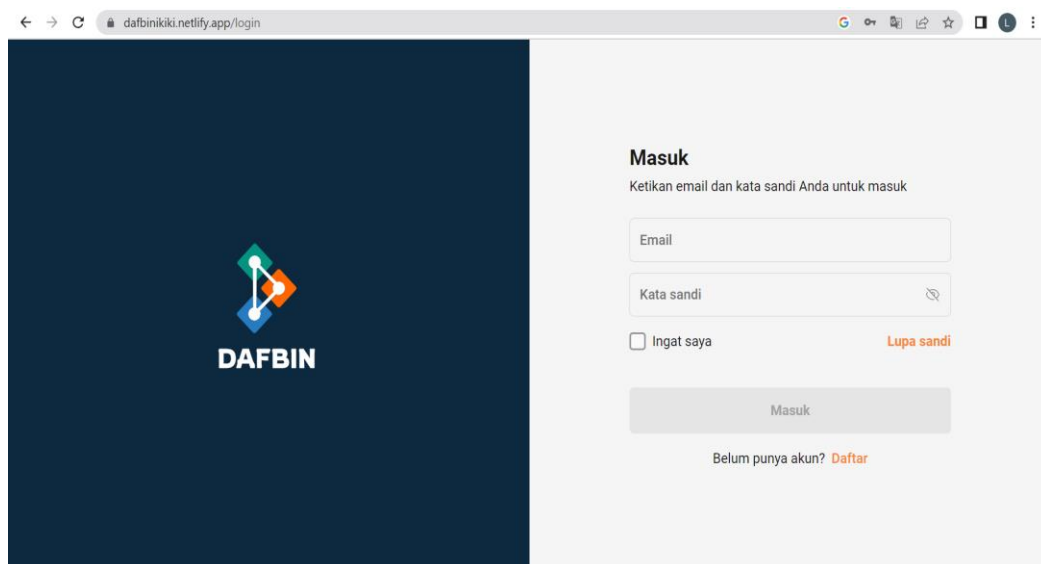 dafbinikiki.netlify.app/login
G
L
DAFBIN
Masuk
Ketikan email dan kata sandi Anda untuk masuk
Email
Kata sandi
Ingat saya
Lupa sandi
Masuk
Belum punya akun? Daftar